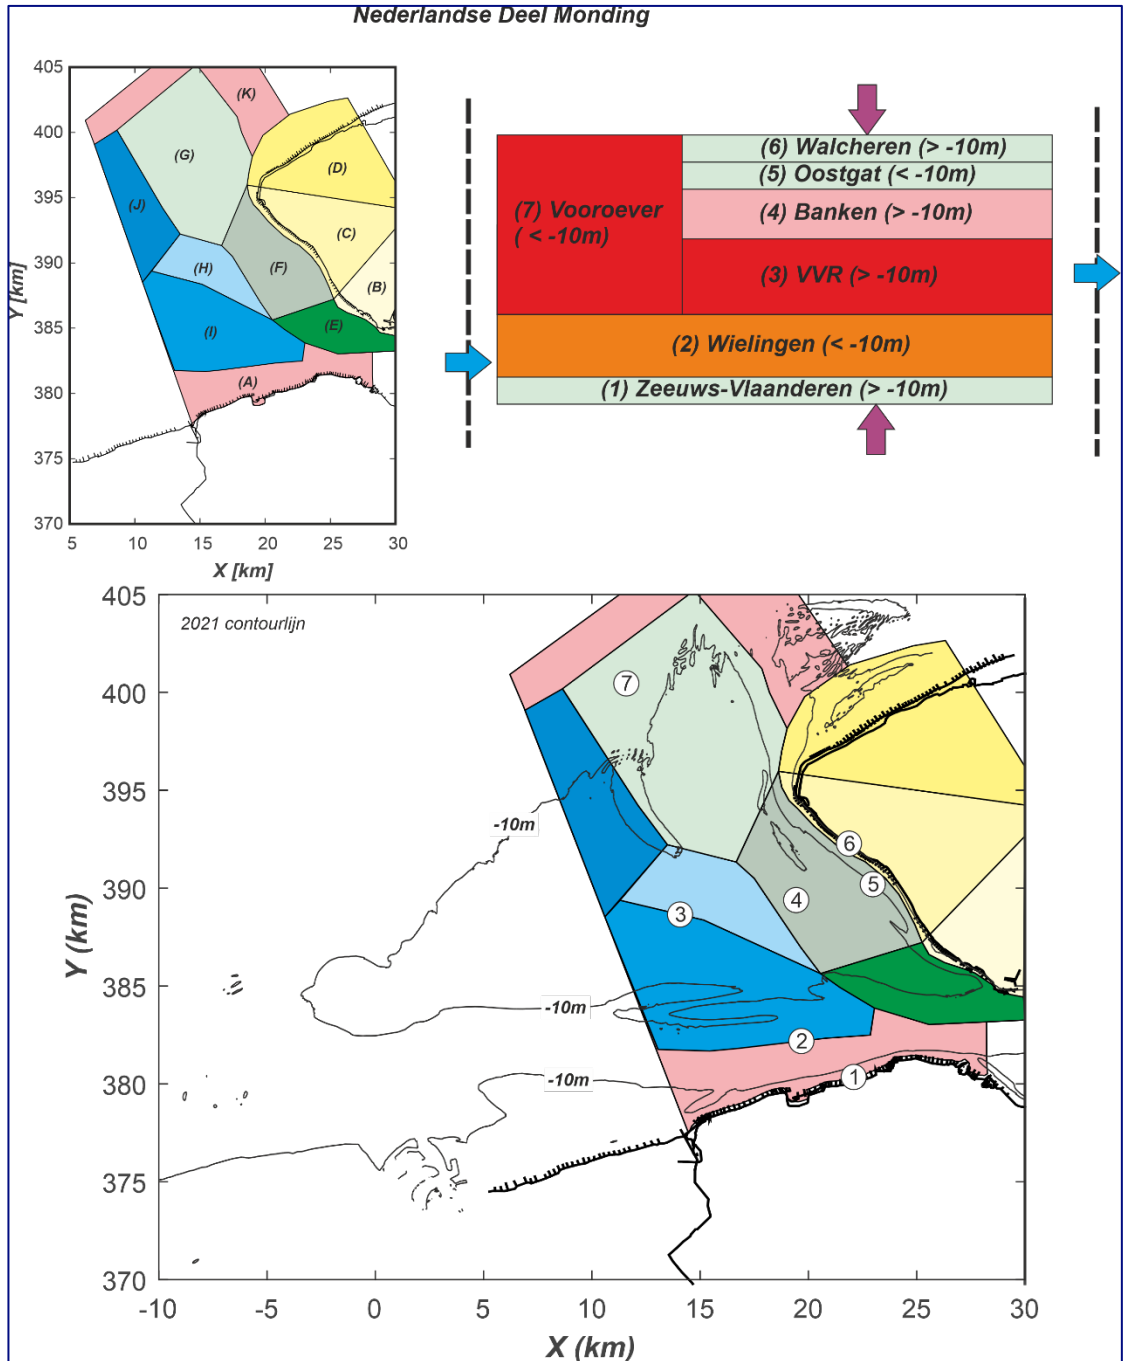 Nederlandse Deel Monding
405
400
395
390
385
380
375
370
Y [km]
5
10
15
20
25
30
X [km]
(K)
(G)
(D)
(J)
(C)
(H)
(F)
(B)
(I)
(E)
(A)
(6) Walcheren (> -10m)
(5) Oostgat (< -10m)
(4) Banken (> -10m)
(7) Vooroever
( < -10m)
(3) VVR (> -10m)
(2) Wielingen (< -10m)
(1) Zeeuws-Vlaanderen (> -10m)
405
400
395
390
385
380
375
370
Y (km)
2021 contourlijn
7
-10m
6
5
4
3
-10m
2
-10m
1
-10
-5
0
5
10
15
20
25
30
X (km)